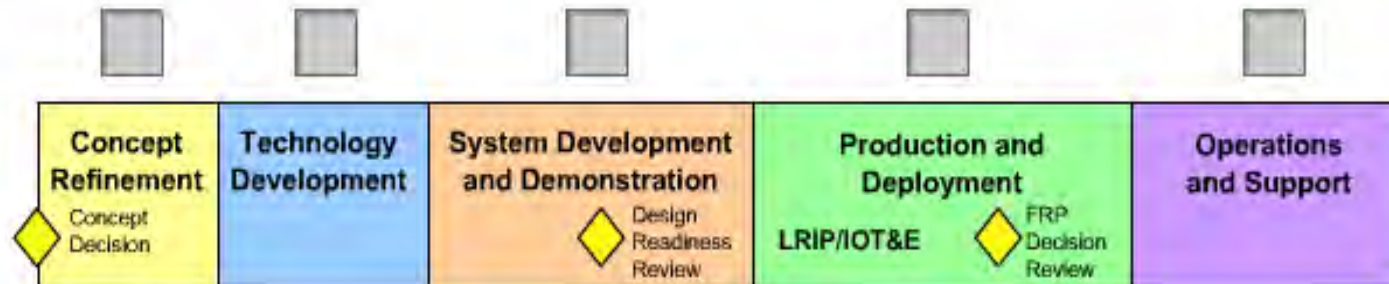 Concept
Refinement
Concept
Decision
Technology
Development
System Development
and Demonstration
Design
Readiness
Review
Production and
Deployment
LRIP/IOT&E
FRP
Decision
Review
Operations
and Support